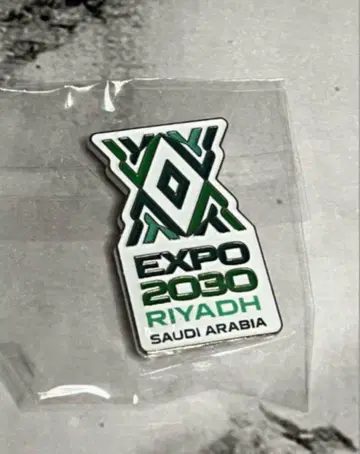 EXPO
2030
RIYADH
SAUDI ARABIA